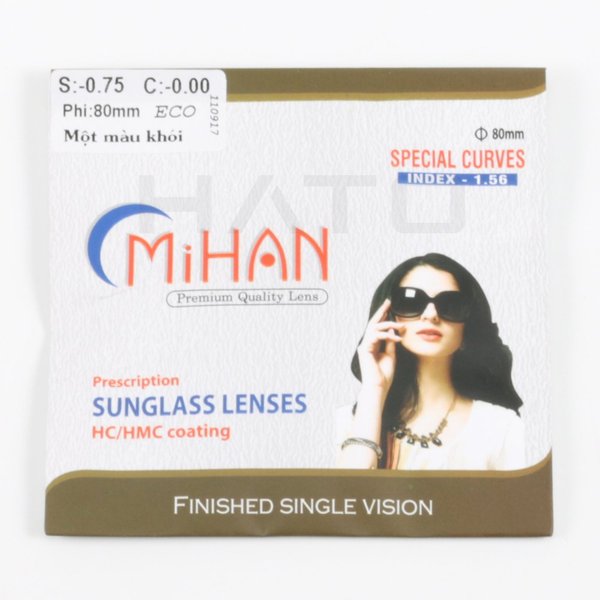 S:-0.75 C:-0.00
Phi:80mm ECO
110917
Một màu khói
Φ 80mm
SPECIAL CURVES
INDEX - 1.56
HATO
MiHAN
Premium Quality Lens
Prescription
SUNGLASS LENSES
HC/HMC coating
FINISHED SINGLE VISION